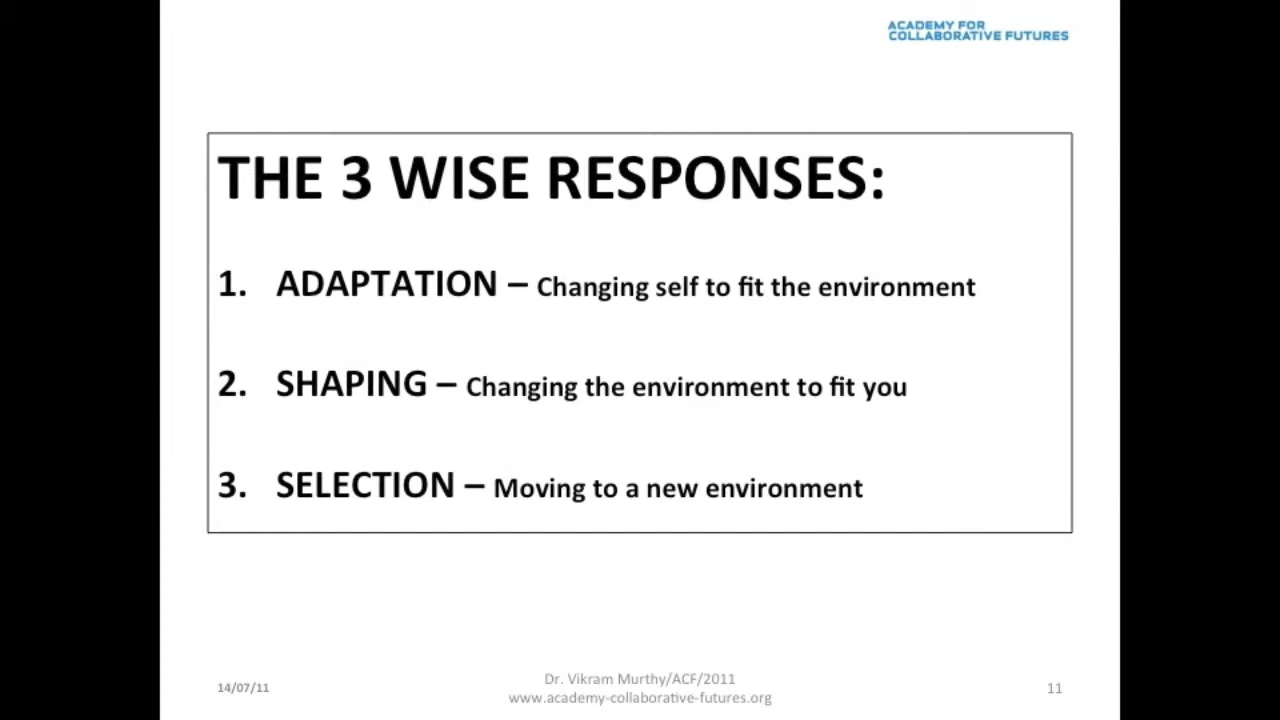 ACADEMY FOR
COLLABORATIVE FUTURES
THE 3 WISE RESPONSES:
1. ADAPTATION – Changing self to fit the environment
2. SHAPING – Changing the environment to fit you
3. SELECTION – Moving to a new environment
14/07/11
Dr. Vikram Murthy/ACF/2011
www.academy-collaborative-futures.org
11